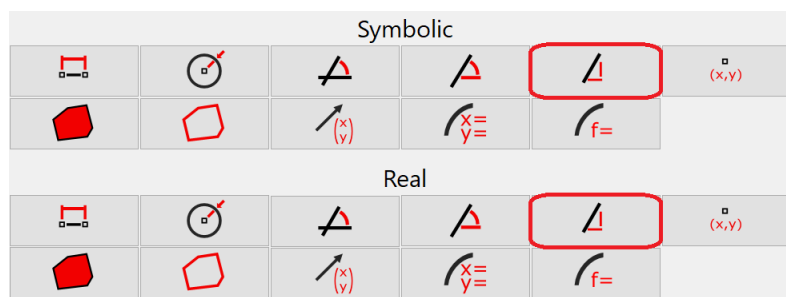 Symbolic
(x,y)
(x y) x= y= f=
Real
(x,y)
(x y) x= y= f=